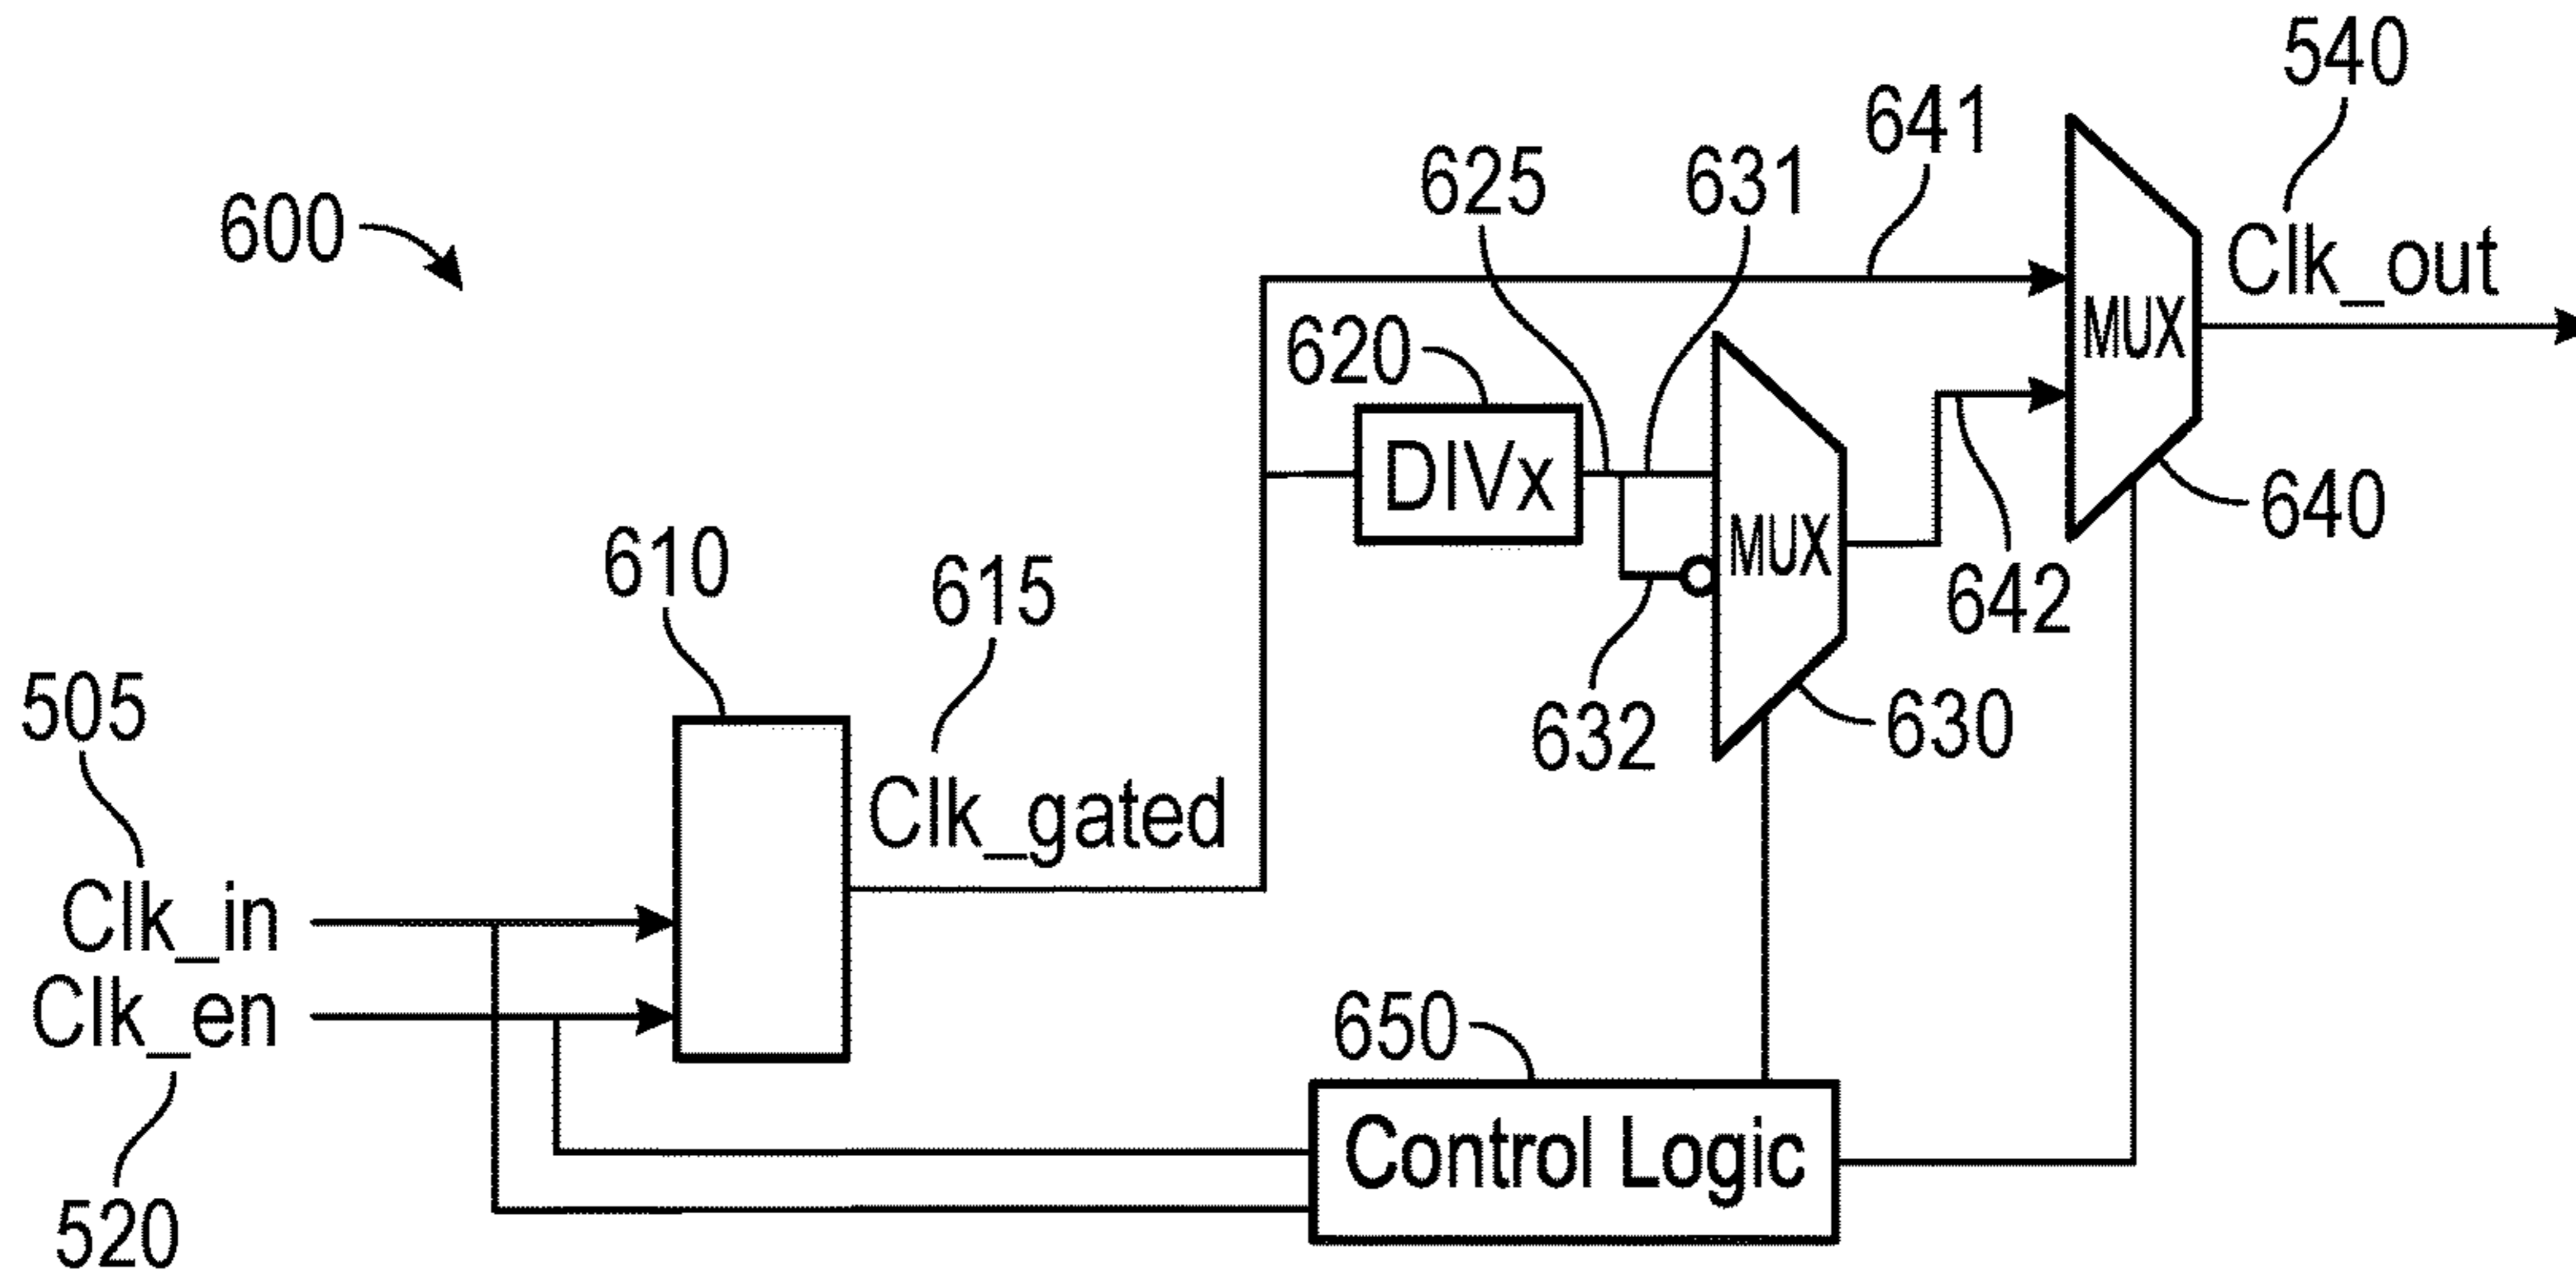 540
641
625 631
600
Clk_out
620
MUX
DIVx
640
610
MUX
615
642
505
632
630
Clk_gated
Clk_in
Clk_en
650
Control Logic
520